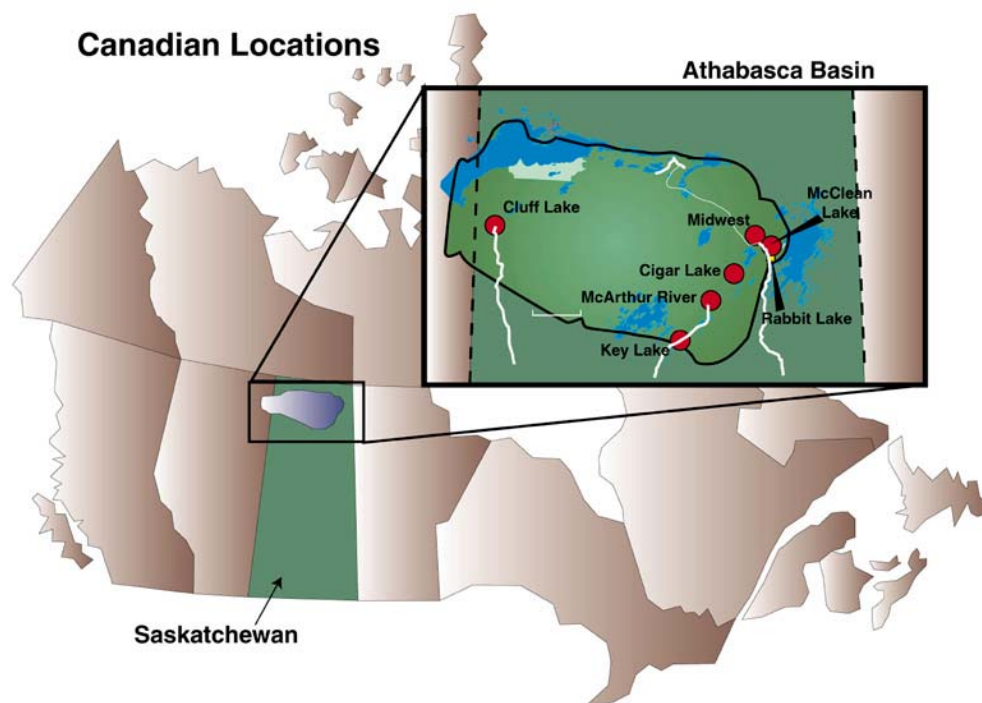 Canadian Locations
Athabasca Basin
McClean
Lake
Cluff Lake
Midwest
Cigar Lake
McArthur River
Rabbit Lake
Key Lake
Saskatchewan